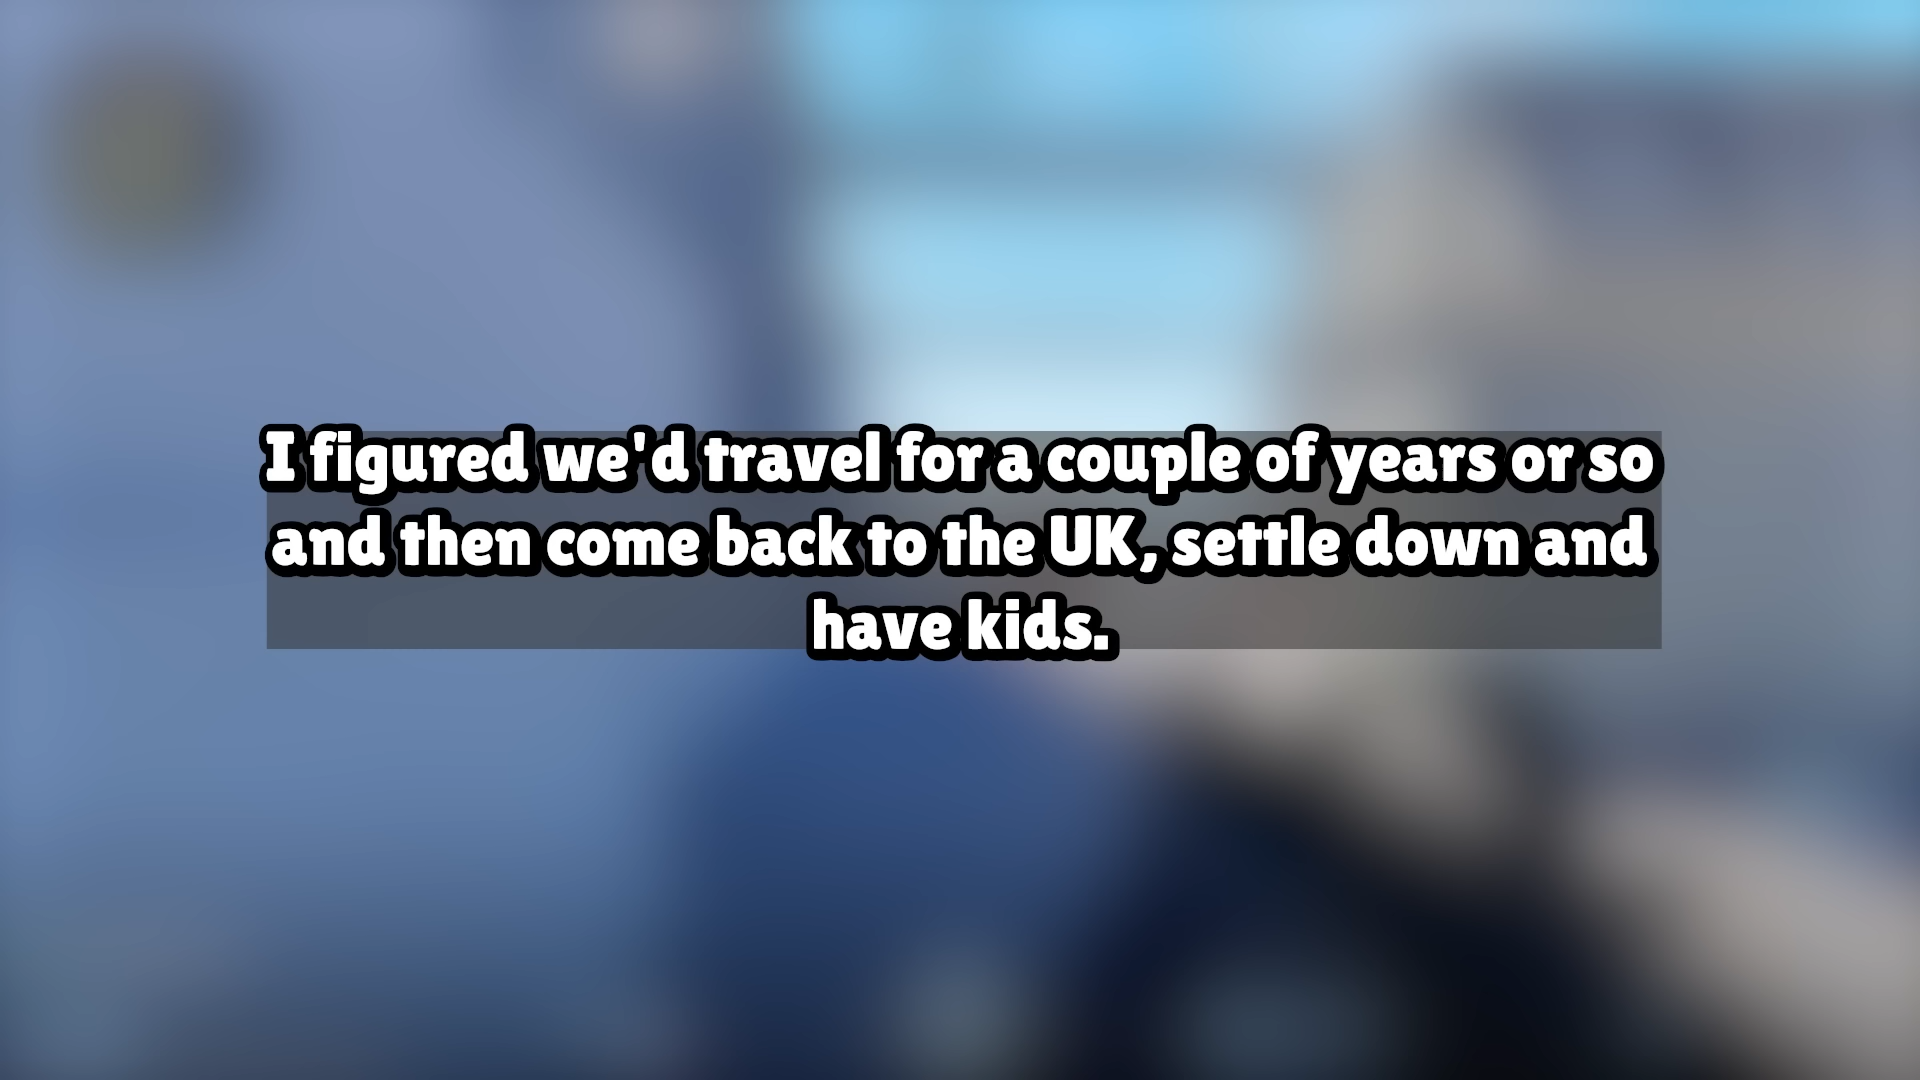 I figured we'd travel for a couple of years or so
and then come back to the UK, settle down and
have kids.